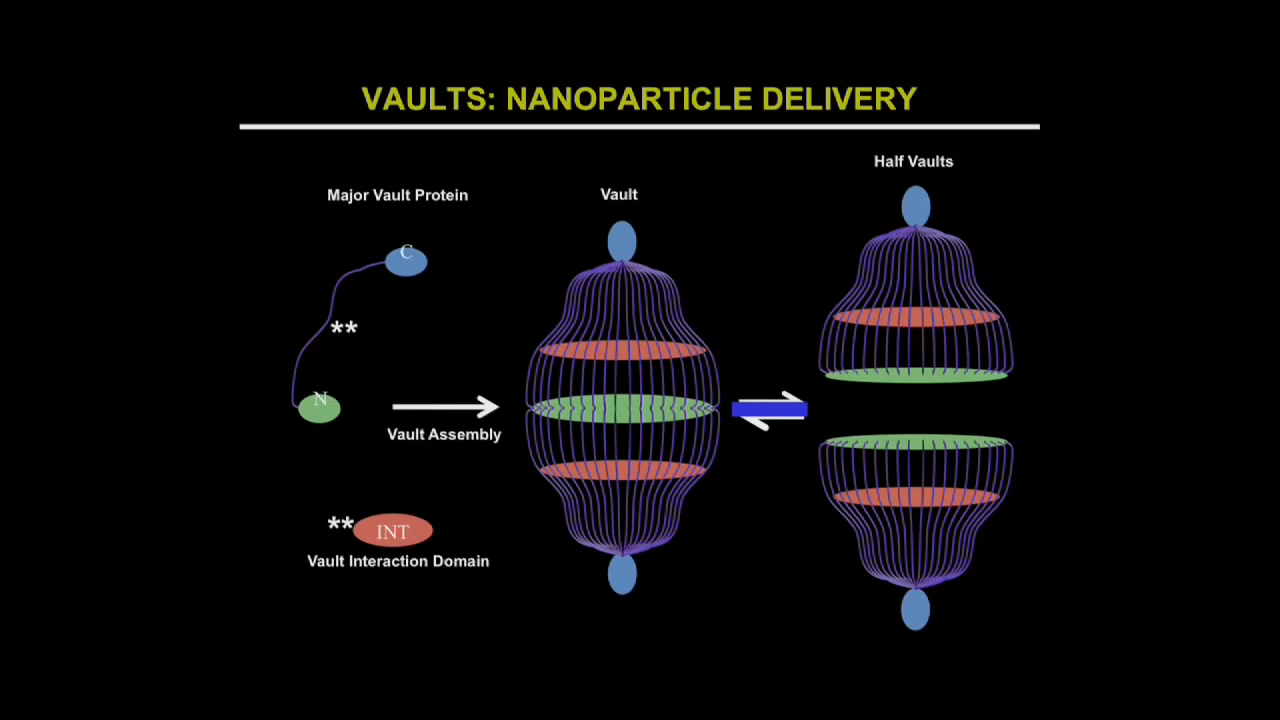 VAULTS: NANOPARTICLE DELIVERY
Half Vaults
Major Vault Protein
Vault
C
**
N
Vault Assembly
**
INT
Vault Interaction Domain